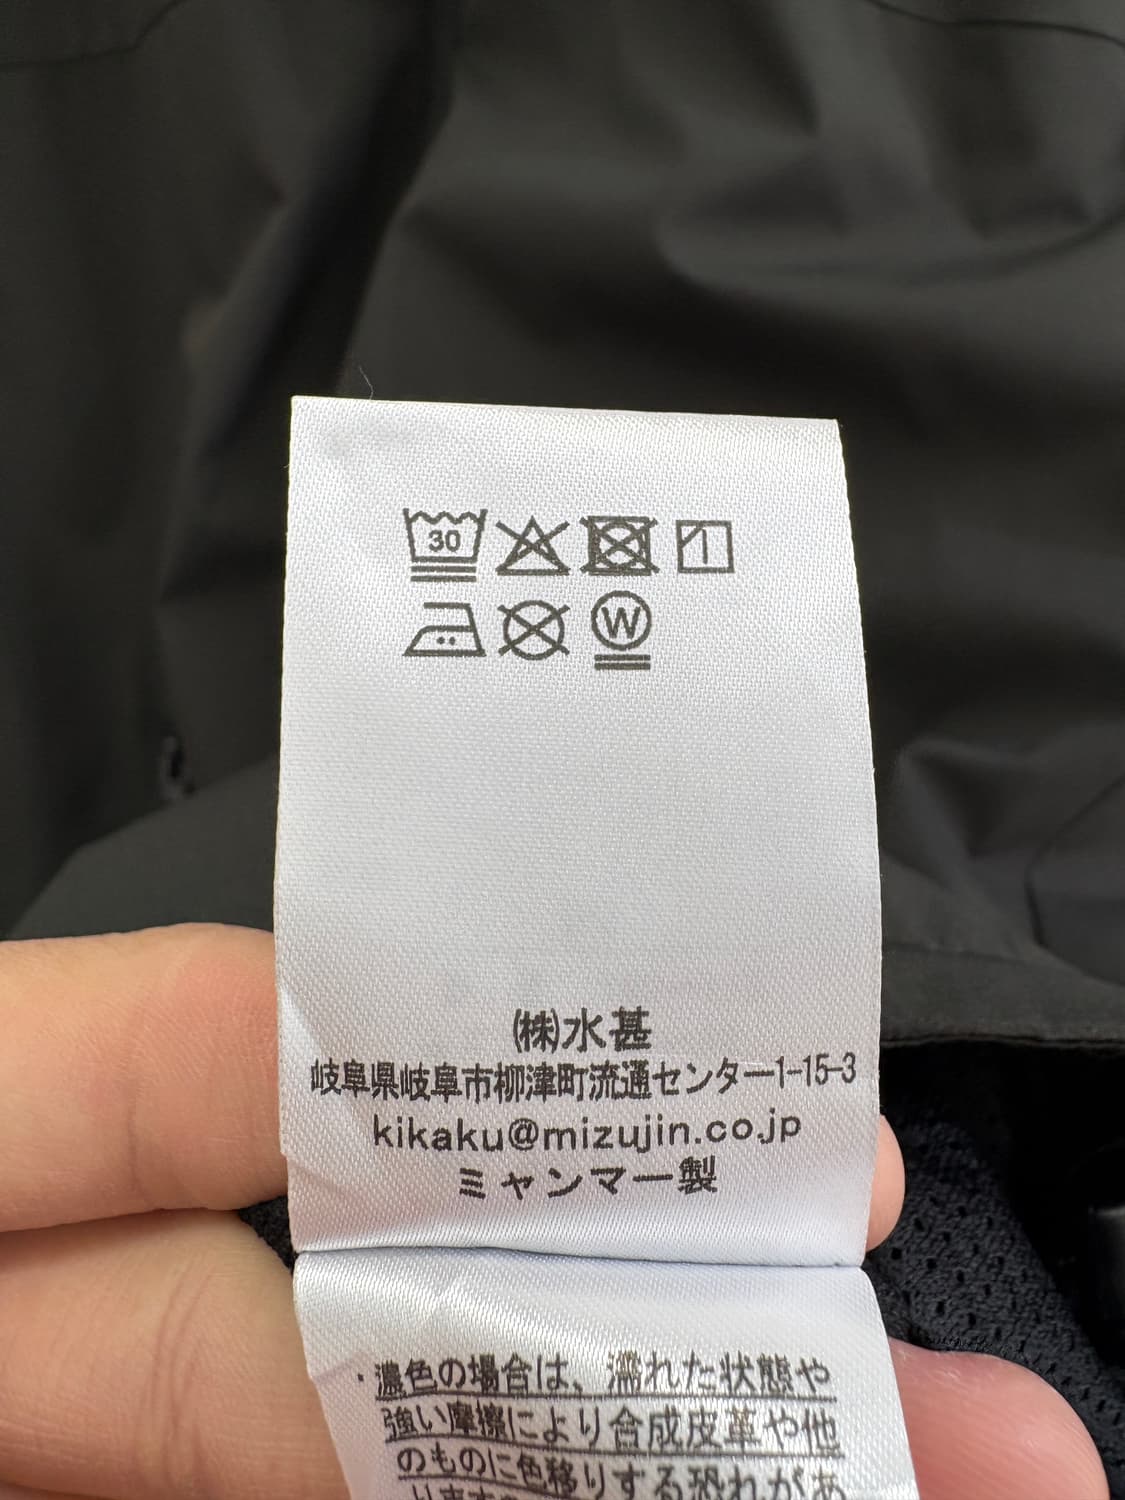 30
W
㈱水甚
岐阜県岐阜市柳津町流通センター1-15-3
kikaku@mizujin.co.jp
ミャンマー製
・濃色の場合は、濡れた状態や
強い摩擦により合成皮革や他
のものに色移りする恐れがあ
ります。